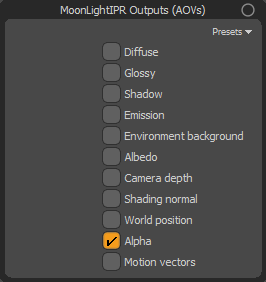 MoonLightIPR Outputs (AOVs)
Presets
Diffuse
Glossy
Shadow
Emission
Environment background
Albedo
Camera depth
Shading normal
World position
Alpha
Motion vectors